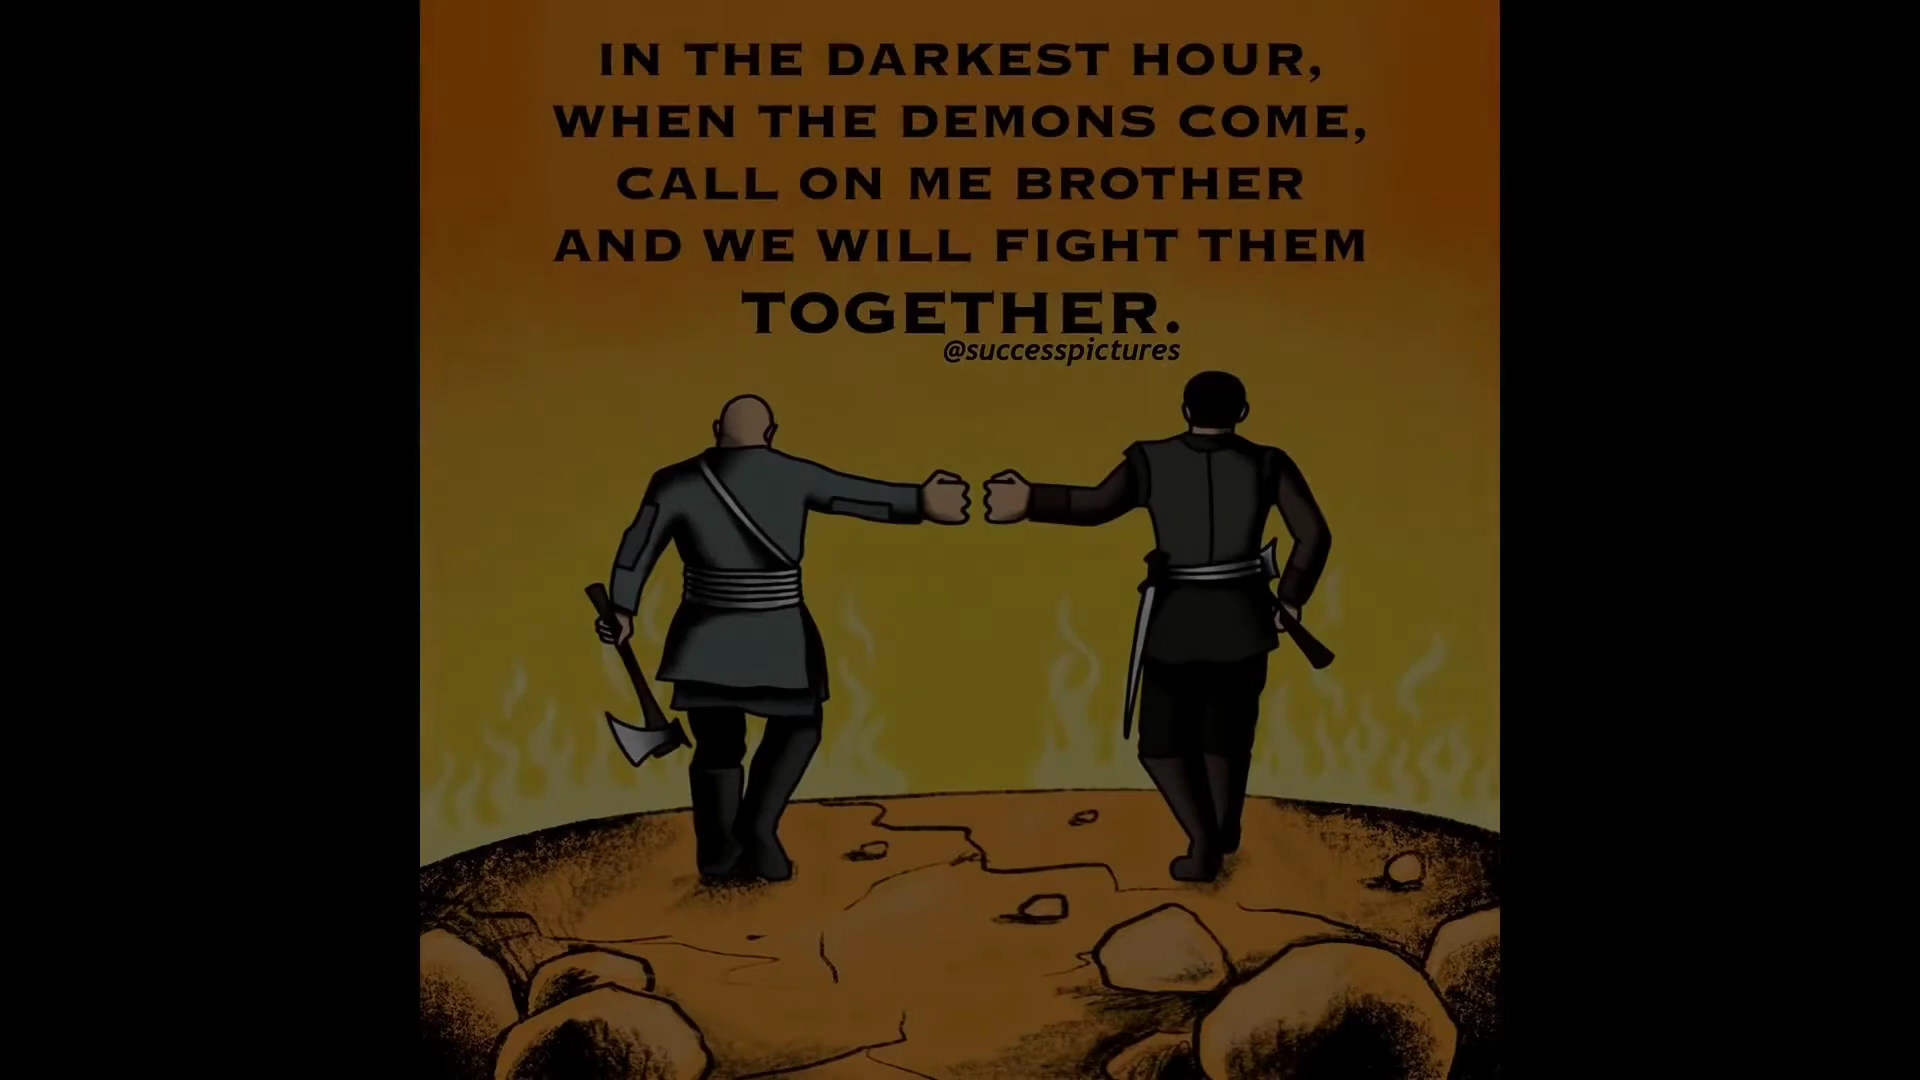 IN THE DARKEST HOUR,
WHEN THE DEMONS COME,
CALL ON ME BROTHER
AND WE WILL FIGHT THEM
TOGETHER.
@successpictures